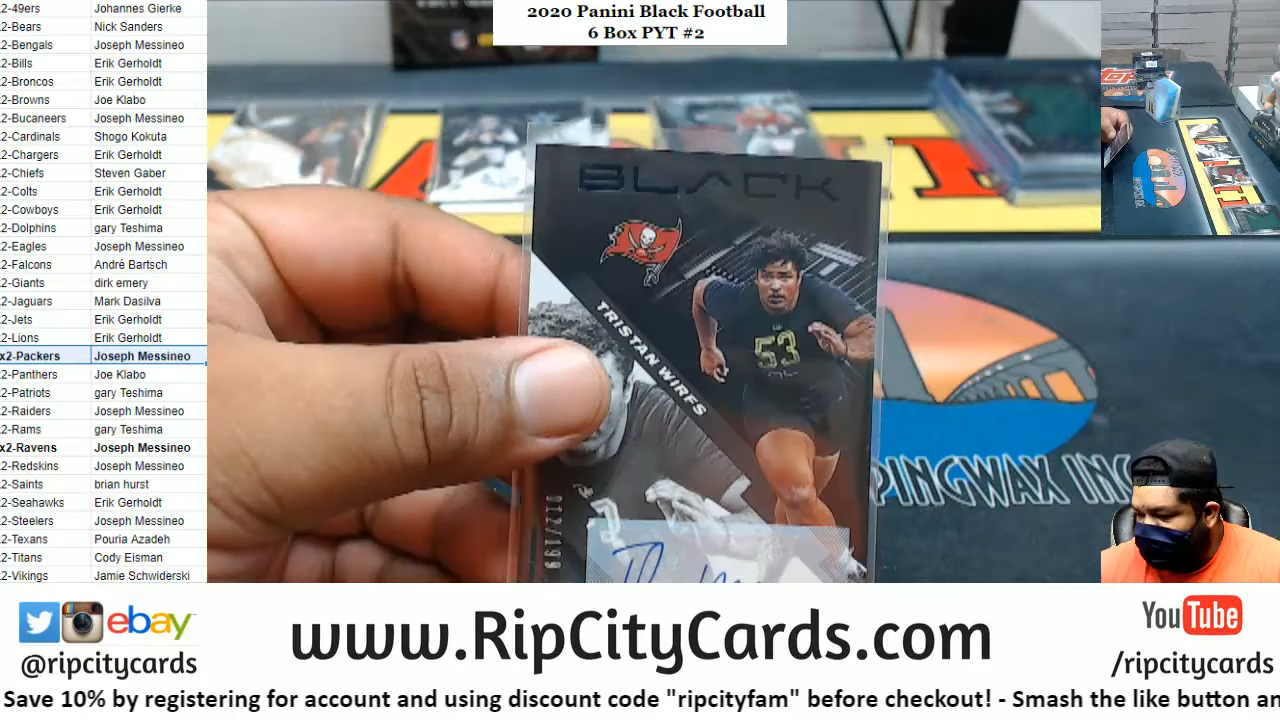 2-49ers Johannes Gierke
2-Bears Nick Sanders
2-Bengals Joseph Messineo
2-Bills Erik Gerholdt
2-Broncos Erik Gerholdt
2-Browns Joe Klabo
2-Bucaneers Joseph Messineo
2-Cardinals Shogo Kokuta
2-Chargers Erik Gerholdt
2-Chiefs Steven Gaber
2-Colts Erik Gerholdt
2-Cowboys Erik Gerholdt
2-Dolphins gary Teshima
2-Eagles Joseph Messineo
2-Falcons André Bartsch
2-Giants dirk emery
2-Jaguars Mark Dasilva
2-Jets Erik Gerholdt
2-Lions Erik Gerholdt
x2-Packers Joseph Messineo
2-Panthers Joe Klabo
2-Patriots gary Teshima
2-Raiders Joseph Messineo
2-Rams gary Teshima
x2-Ravens Joseph Messineo
2-Redskins Joseph Messineo
2-Saints brian hurst
2-Seahawks Erik Gerholdt
2-Steelers Joseph Messineo
2-Texans Pouria Azadeh
2-Titans Cody Eisman
2-Vikings Jamie Schwiderski
2020 Panini Black Football
6 Box PYT #2
BLACK
TRISTAN WIRFS
53
OL
012/199
PINGWAX INC
ebay
@ripcitycards
www.RipCityCards.com
YouTube
/ripcitycards
Save 10% by registering for account and using discount code "ripcityfam" before checkout! - Smash the like button an